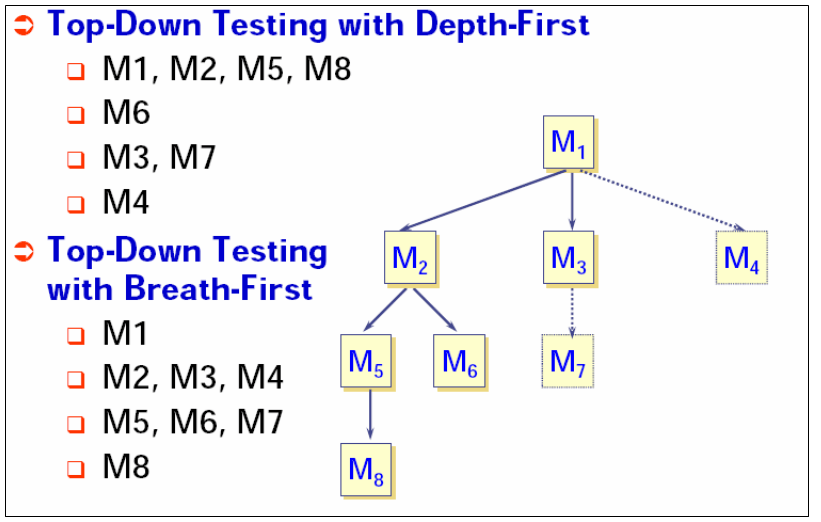 Top-Down Testing with Depth-First
M1, M2, M5, M8
M6
M3, M7
M4
Top-Down Testing
with Breath-First
M1
M2, M3, M4
M5, M6, M7
M8
M1
M2
M3
M4
M5
M6
M7
M8